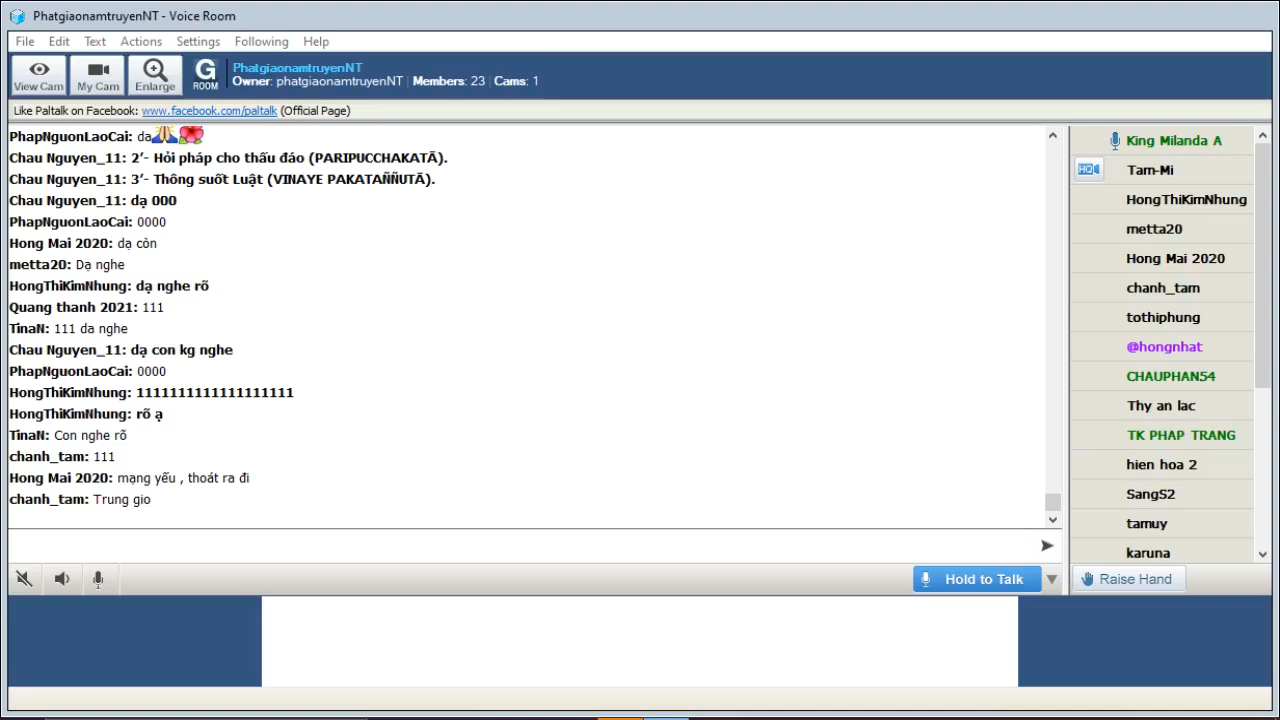 PhatgiaonamtruyenNT - Voice Room
File Edit Text Actions Settings Following Help
View Cam My Cam Enlarge G ROOM
PhatgiaonamtruyenNT
Owner: phatgiaonamtruyenNT Members: 23 Cams: 1
Like Paltalk on Facebook: www.facebook.com/paltalk (Official Page)
PhapNguonLaoCai: da
Chau Nguyen_11: 2’- Hỏi pháp cho thấu đáo (PARIPUCCHAKATĀ).
Chau Nguyen_11: 3’- Thông suốt Luật (VINAYE PAKATAÑÑUTĀ).
Chau Nguyen_11: dạ 000
PhapNguonLaoCai: 0000
Hong Mai 2020: dạ còn
metta20: Dạ nghe
HongThiKimNhung: dạ nghe rõ
Quang thanh 2021: 111
TinaN: 111 da nghe
Chau Nguyen_11: dạ con kg nghe
PhapNguonLaoCai: 0000
HongThiKimNhung: 1111111111111111111
HongThiKimNhung: rõ ạ
TinaN: Con nghe rõ
chanh_tam: 111
Hong Mai 2020: mạng yếu , thoát ra đi
chanh_tam: Trung gio
Hold to Talk
King Milanda A
HQ Tam-Mi
HongThiKimNhung
metta20
Hong Mai 2020
chanh_tam
tothiphung
@hongnhat
CHAUPHAN54
Thy an lac
TK PHAP TRANG
hien hoa 2
SangS2
tamuy
karuna
Raise Hand